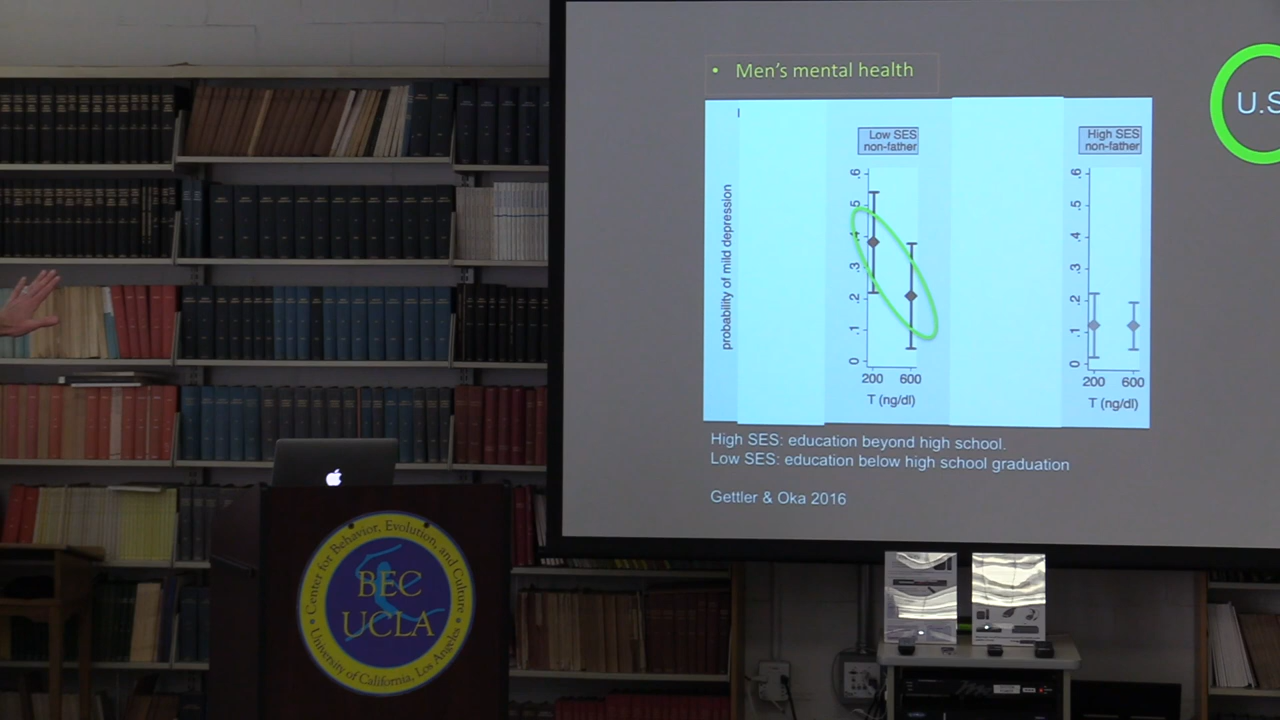 • Men's mental health
U.S
Low SES
non-father
High SES
non-father
probability of mild depression
.6
.5
.4
.3
.2
.1
0
200 600
T (ng/dl)
.6
.5
.4
.3
.2
.1
0
200 600
T (ng/dl)
High SES: education beyond high school.
Low SES: education below high school graduation
Gettler & Oka 2016
Center for Behavior, Evolution, and Culture
BEC
UCLA
• University of California, Los Angeles •